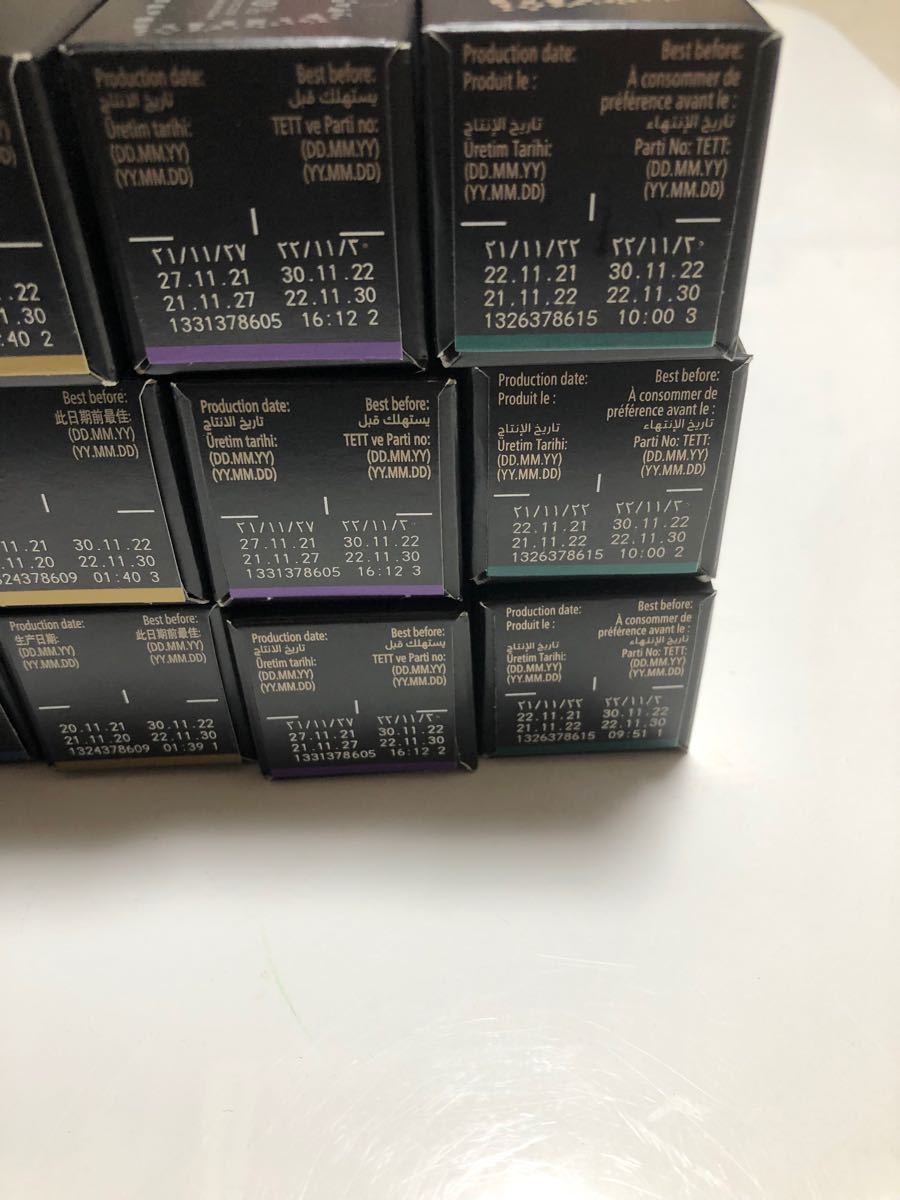 Production date: Best before:
تاريخ الإنتاج يستهلك قبل
Üretim tarihi: TETT ve Parti no:
(DD.MM.YY) (DD.MM.YY)
(YY.MM.DD) (YY.MM.DD)
٢١/١١/٢٧ ٢٢/١١/٣٠
27.11.21 30.11.22
21.11.27 22.11.30
1331378605 16:12 2
Production date: Best before:
Produit le : À consommer de
préférence avant le :
تاريخ الإنتاج تاريخ الإنتهاء
Üretim Tarihi: Parti No: TETT:
(DD.MM.YY) (DD.MM.YY)
(YY.MM.DD) (YY.MM.DD)
٢١/١١/٢٢ ٢٢/١١/٣٠
22.11.21 30.11.22
21.11.22 22.11.30
1326378615 10:00 3
.22
1.30
:40 2
Best before:
此日期前最佳:
(DD.MM.YY)
(YY.MM.DD)
11.21 30.11.22
11.20 22.11.30
324378609 01:40 3
Production date: Best before:
تاريخ الإنتاج يستهلك قبل
Üretim tarihi: TETT ve Parti no:
(DD.MM.YY) (DD.MM.YY)
(YY.MM.DD) (YY.MM.DD)
٢١/١١/٢٧ ٢٢/١١/٣٠
27.11.21 30.11.22
21.11.27 22.11.30
1331378605 16:12 3
Production date: Best before:
Produit le : À consommer de
préférence avant le :
تاريخ الإنتاج تاريخ الإنتهاء
Üretim Tarihi: Parti No: TETT:
(DD.MM.YY) (DD.MM.YY)
(YY.MM.DD) (YY.MM.DD)
٢١/١١/٢٢ ٢٢/١١/٣٠
22.11.21 30.11.22
21.11.22 22.11.30
1326378615 10:00 2
Production date: Best before:
生产日期: 此日期前最佳:
(DD.MM.YY) (DD.MM.YY)
(YY.MM.DD) (YY.MM.DD)
20.11.21 30.11.22
21.11.20 22.11.30
1324378609 01:39 1
Production date: Best before:
تاريخ الإنتاج يستهلك قبل
Üretim tarihi: TETT ve Parti no:
(DD.MM.YY) (DD.MM.YY)
(YY.MM.DD) (YY.MM.DD)
٢١/١١/٢٧ ٢٢/١١/٣٠
27.11.21 30.11.22
21.11.27 22.11.30
1331378605 16:12 2
Production date: Best before:
Produit le : À consommer de
préférence avant le :
تاريخ الإنتاج تاريخ الإنتهاء
Üretim Tarihi: Parti No: TETT:
(DD.MM.YY) (DD.MM.YY)
(YY.MM.DD) (YY.MM.DD)
٢١/١١/٢٢ ٢٢/١١/٣٠
22.11.21 30.11.22
21.11.22 22.11.30
1326378615 09:51 1